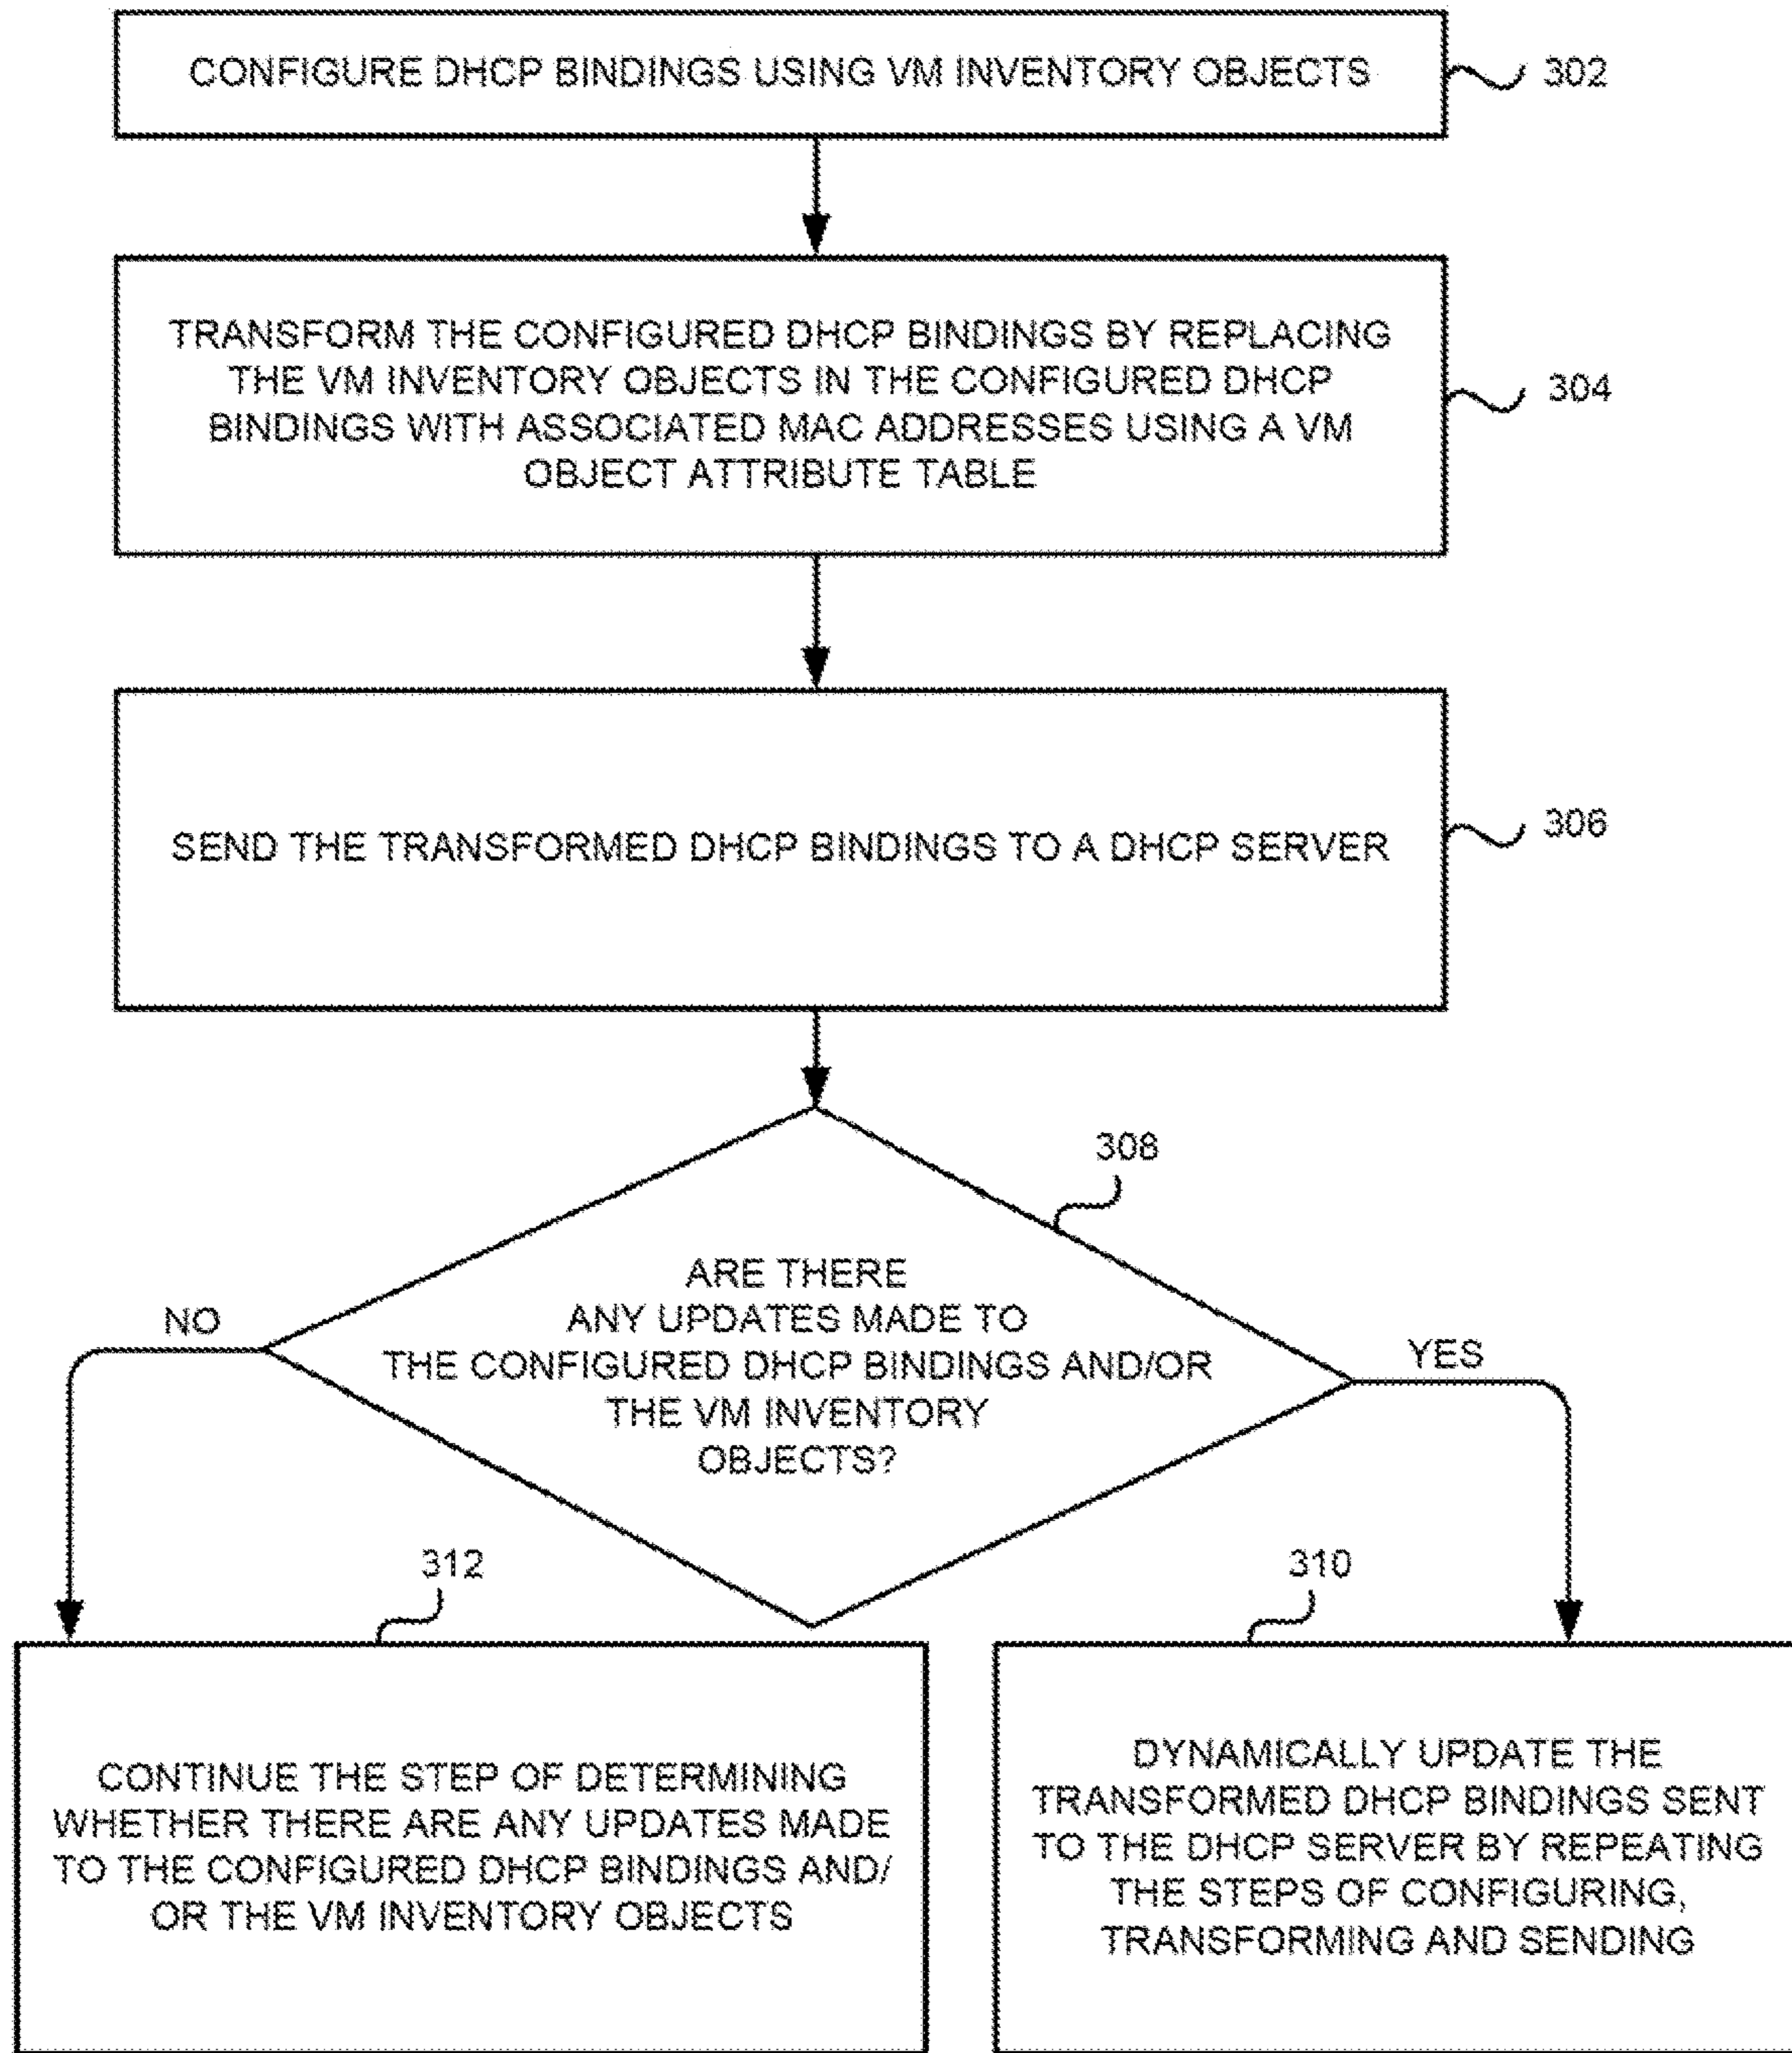 CONFIGURE DHCP BINDINGS USING VM INVENTORY OBJECTS
302
TRANSFORM THE CONFIGURED DHCP BINDINGS BY REPLACING
THE VM INVENTORY OBJECTS IN THE CONFIGURED DHCP
BINDINGS WITH ASSOCIATED MAC ADDRESSES USING A VM
OBJECT ATTRIBUTE TABLE
304
SEND THE TRANSFORMED DHCP BINDINGS TO A DHCP SERVER
306
308
ARE THERE
ANY UPDATES MADE TO
THE CONFIGURED DHCP BINDINGS AND/OR
THE VM INVENTORY
OBJECTS?
NO
YES
312
CONTINUE THE STEP OF DETERMINING
WHETHER THERE ARE ANY UPDATES MADE
TO THE CONFIGURED DHCP BINDINGS AND/
OR THE VM INVENTORY OBJECTS
310
DYNAMICALLY UPDATE THE
TRANSFORMED DHCP BINDINGS SENT
TO THE DHCP SERVER BY REPEATING
THE STEPS OF CONFIGURING,
TRANSFORMING AND SENDING